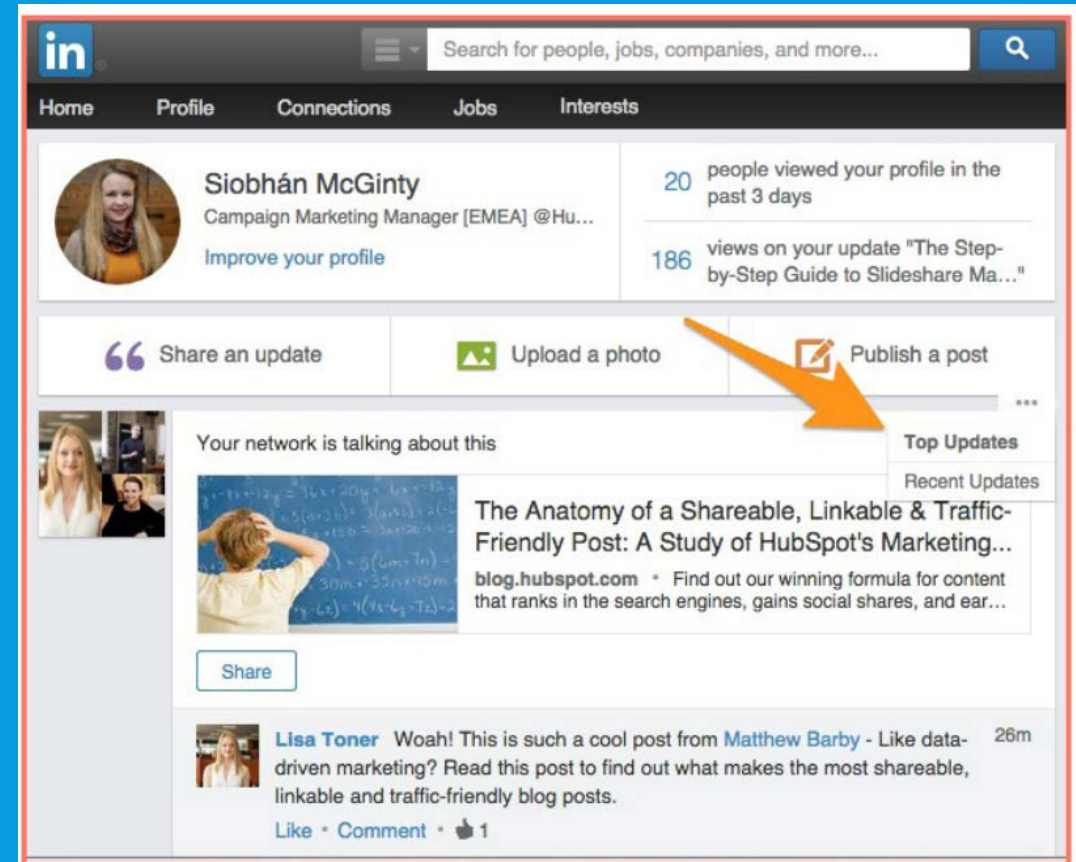 in
Search for people, jobs, companies, and more...
Home Profile Connections Jobs Interests
Siobhán McGinty
Campaign Marketing Manager [EMEA] @Hu...
Improve your profile
20 people viewed your profile in the
past 3 days
186 views on your update "The Step-
by-Step Guide to Slideshare Ma..."
Share an update
Upload a photo
Publish a post
Top Updates
Recent Updates
Your network is talking about this
The Anatomy of a Shareable, Linkable & Traffic-
Friendly Post: A Study of HubSpot's Marketing...
blog.hubspot.com • Find out our winning formula for content
that ranks in the search engines, gains social shares, and ear...
Share
Lisa Toner Woah! This is such a cool post from Matthew Barby - Like data- 26m
driven marketing? Read this post to find out what makes the most shareable,
linkable and traffic-friendly blog posts.
Like • Comment • 1